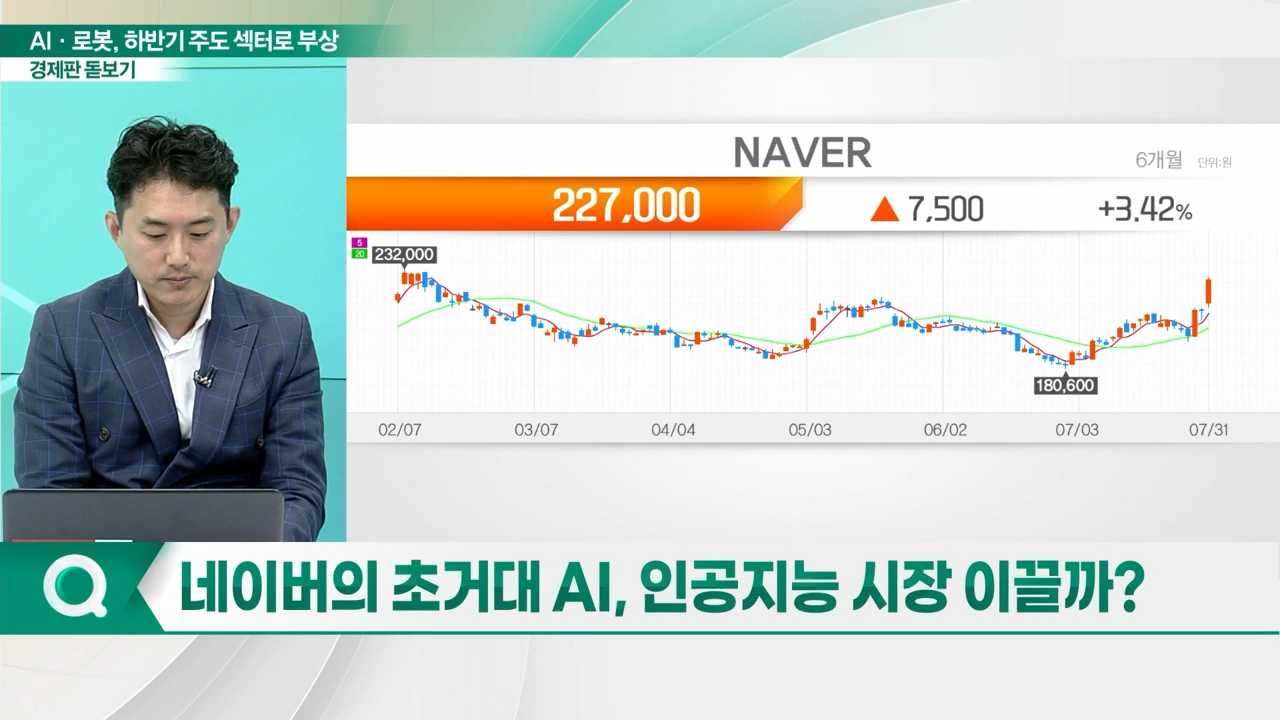 AI · 로봇, 하반기 주도 섹터로 부상
경제판 돋보기
NAVER
6개월 단위:원
227,000 ▲ 7,500 +3.42%
5
20
232,000
180,600
02/07 03/07 04/04 05/03 06/02 07/03 07/31
네이버의 초거대 AI, 인공지능 시장 이끌까?